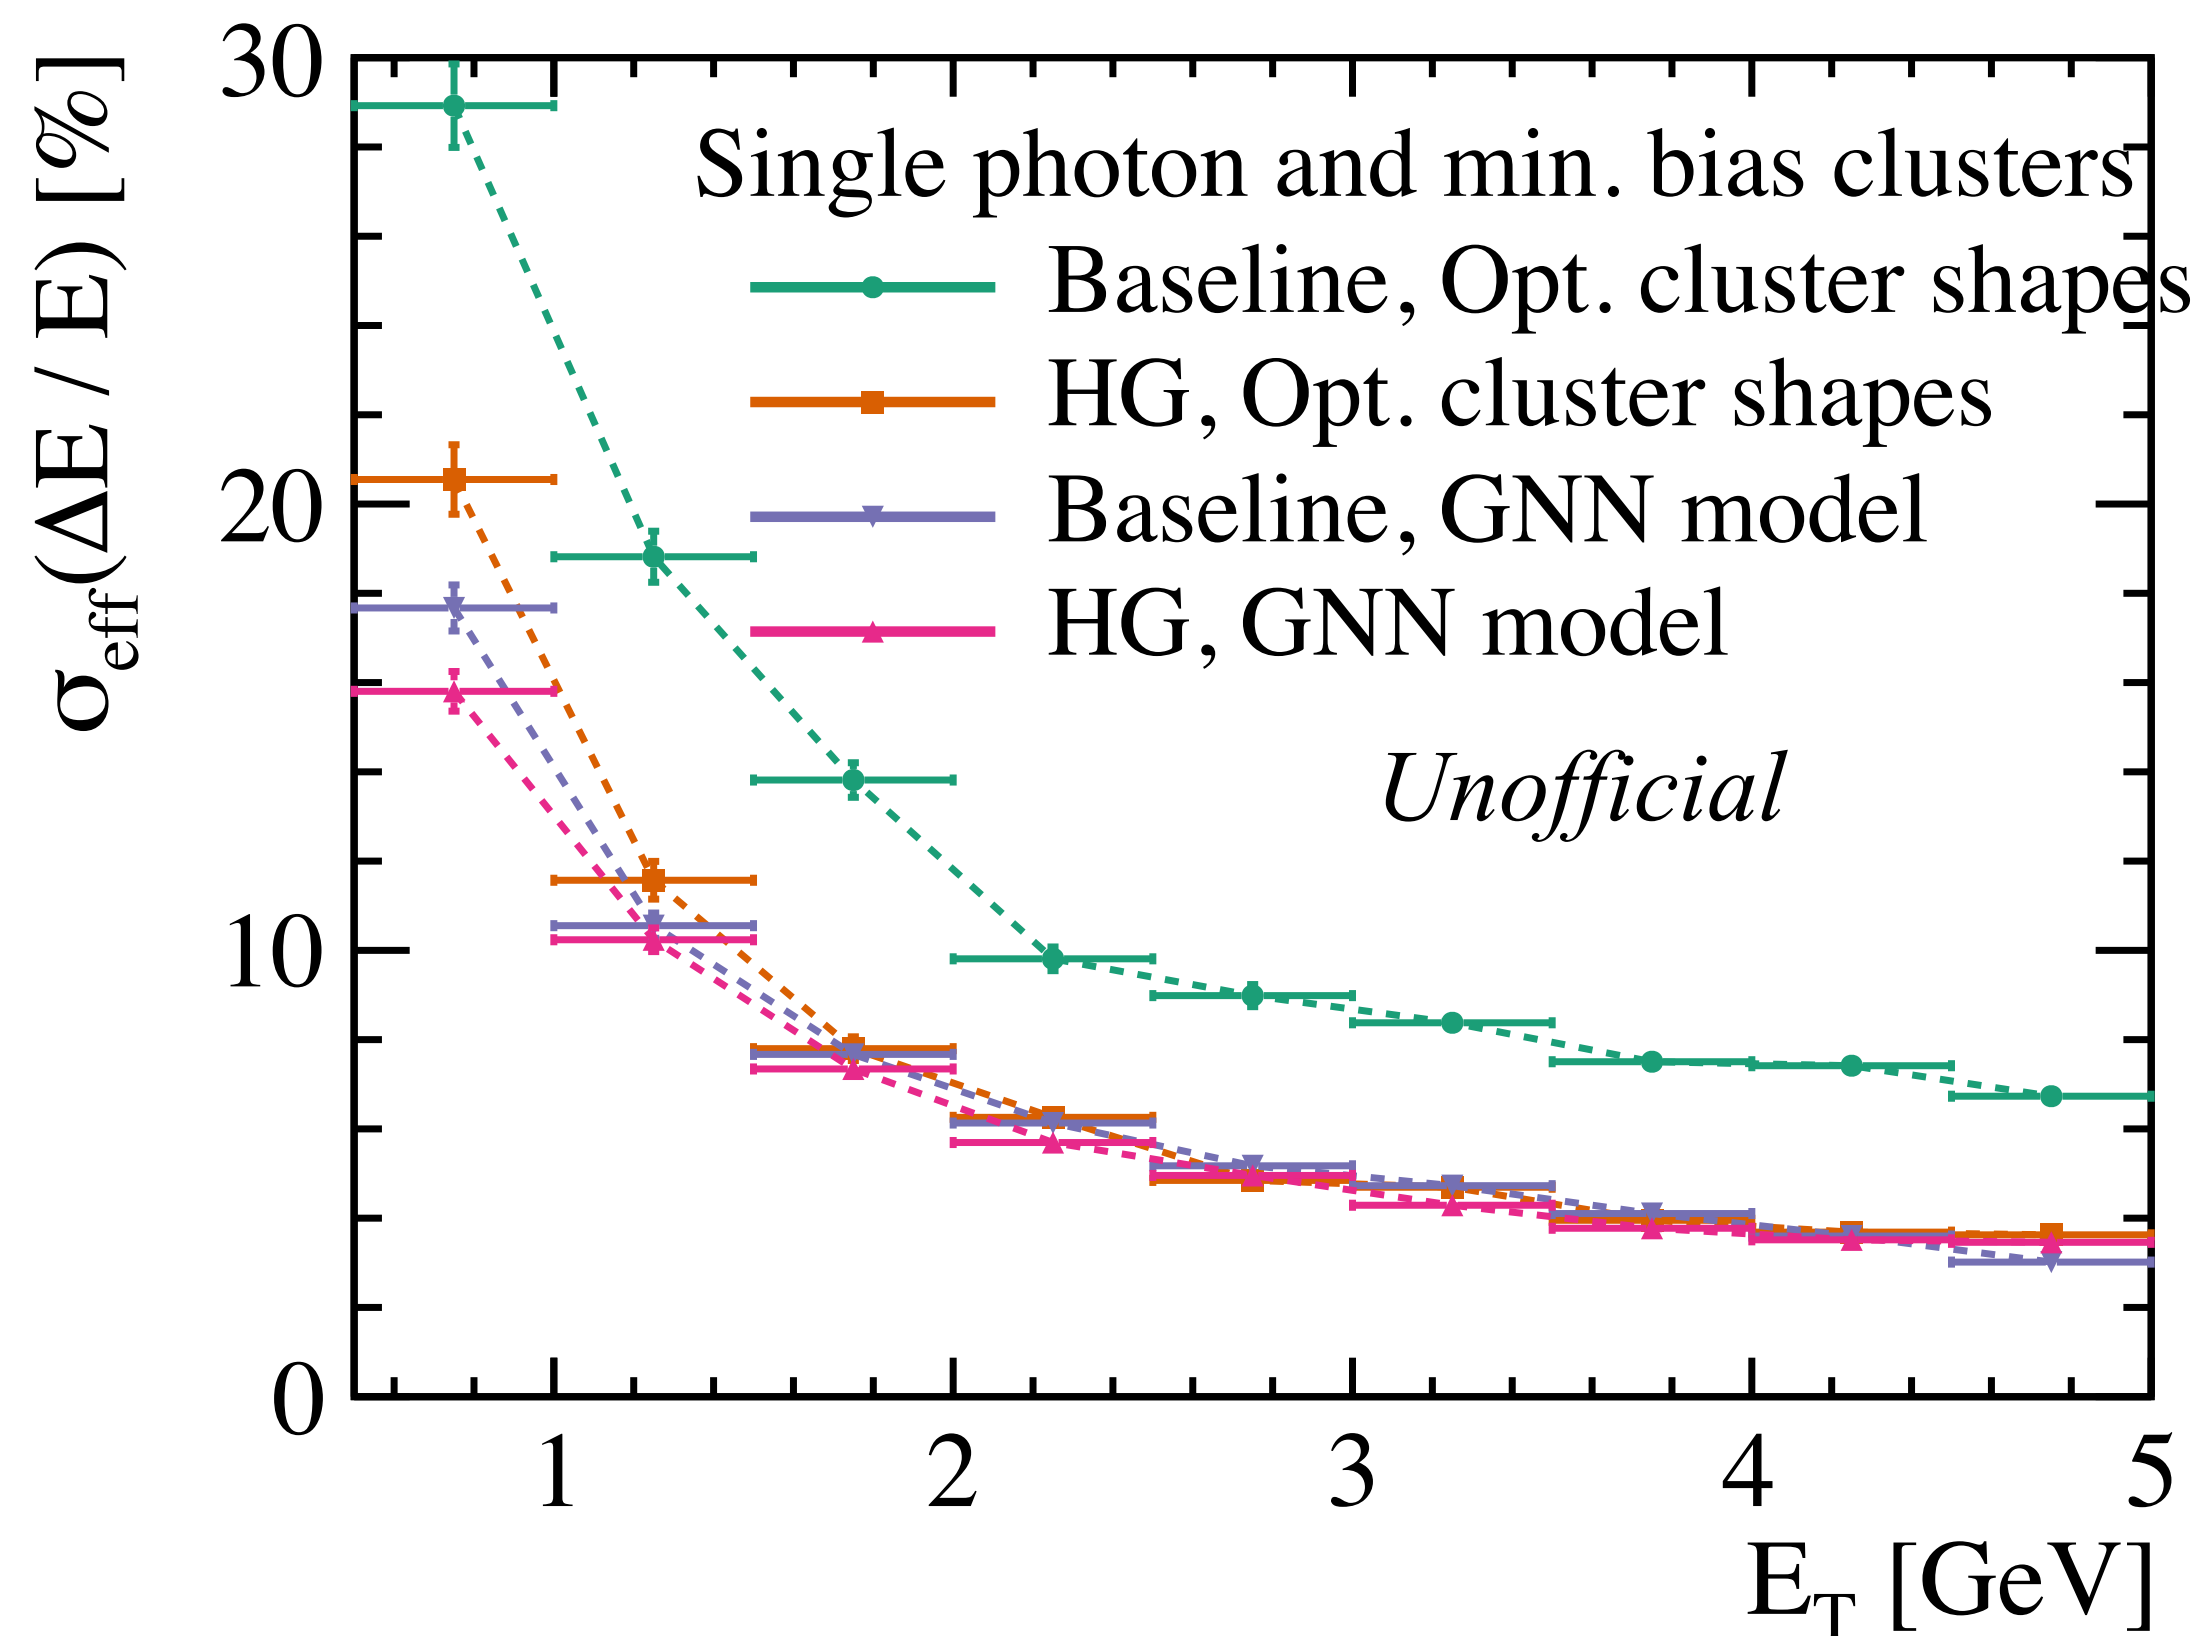 30
20
10
0
σeff(ΔE / E) [%]
Single photon and min. bias clusters
Baseline, Opt. cluster shapes
HG, Opt. cluster shapes
Baseline, GNN model
HG, GNN model
Unofficial
1 2 3 4 5
ET [GeV]